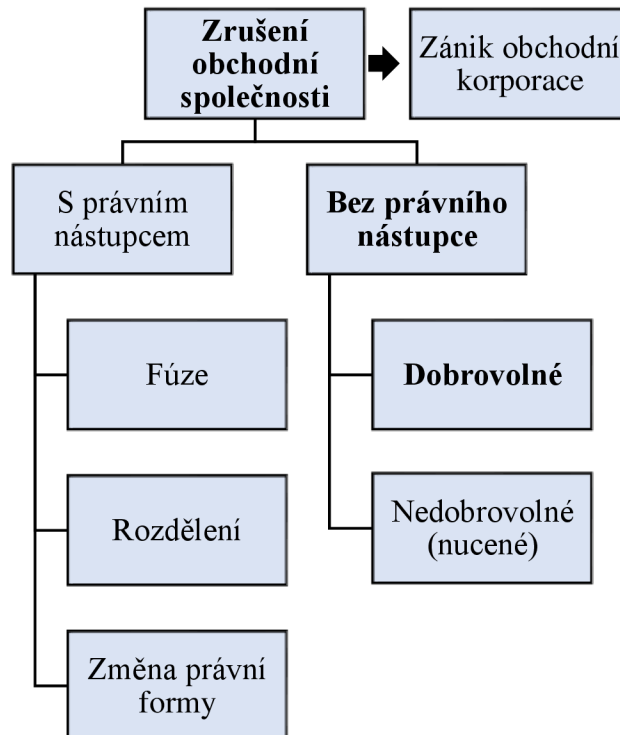 Zrušení
obchodní
společnosti
Zánik obchodní
korporace
S právním
nástupcem
Bez právního
nástupce
Fúze
Dobrovolné
Rozdělení
Nedobrovolné
(nucené)
Změna právní
formy